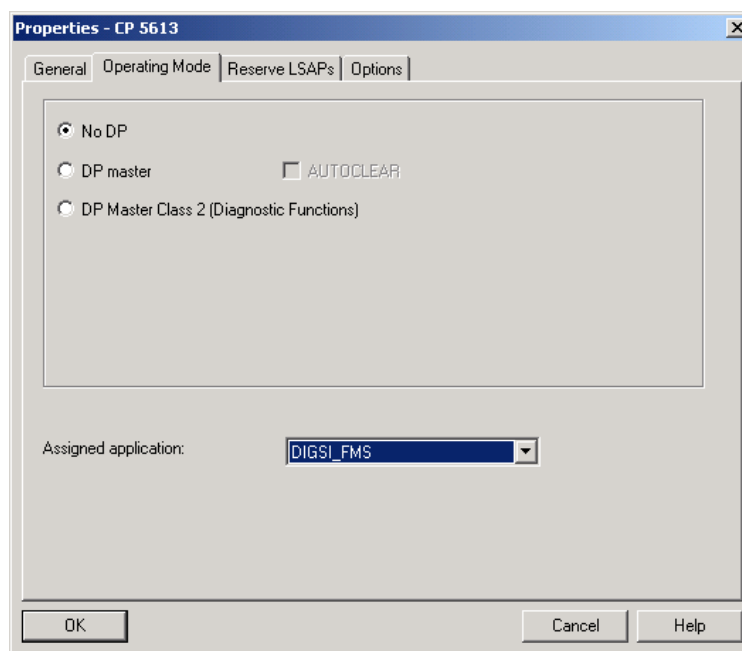 Properties - CP 5613
General Operating Mode Reserve LSAPs Options
No DP
DP master AUTOCLEAR
DP Master Class 2 (Diagnostic Functions)
Assigned application: DIGSI_FMS
OK Cancel Help